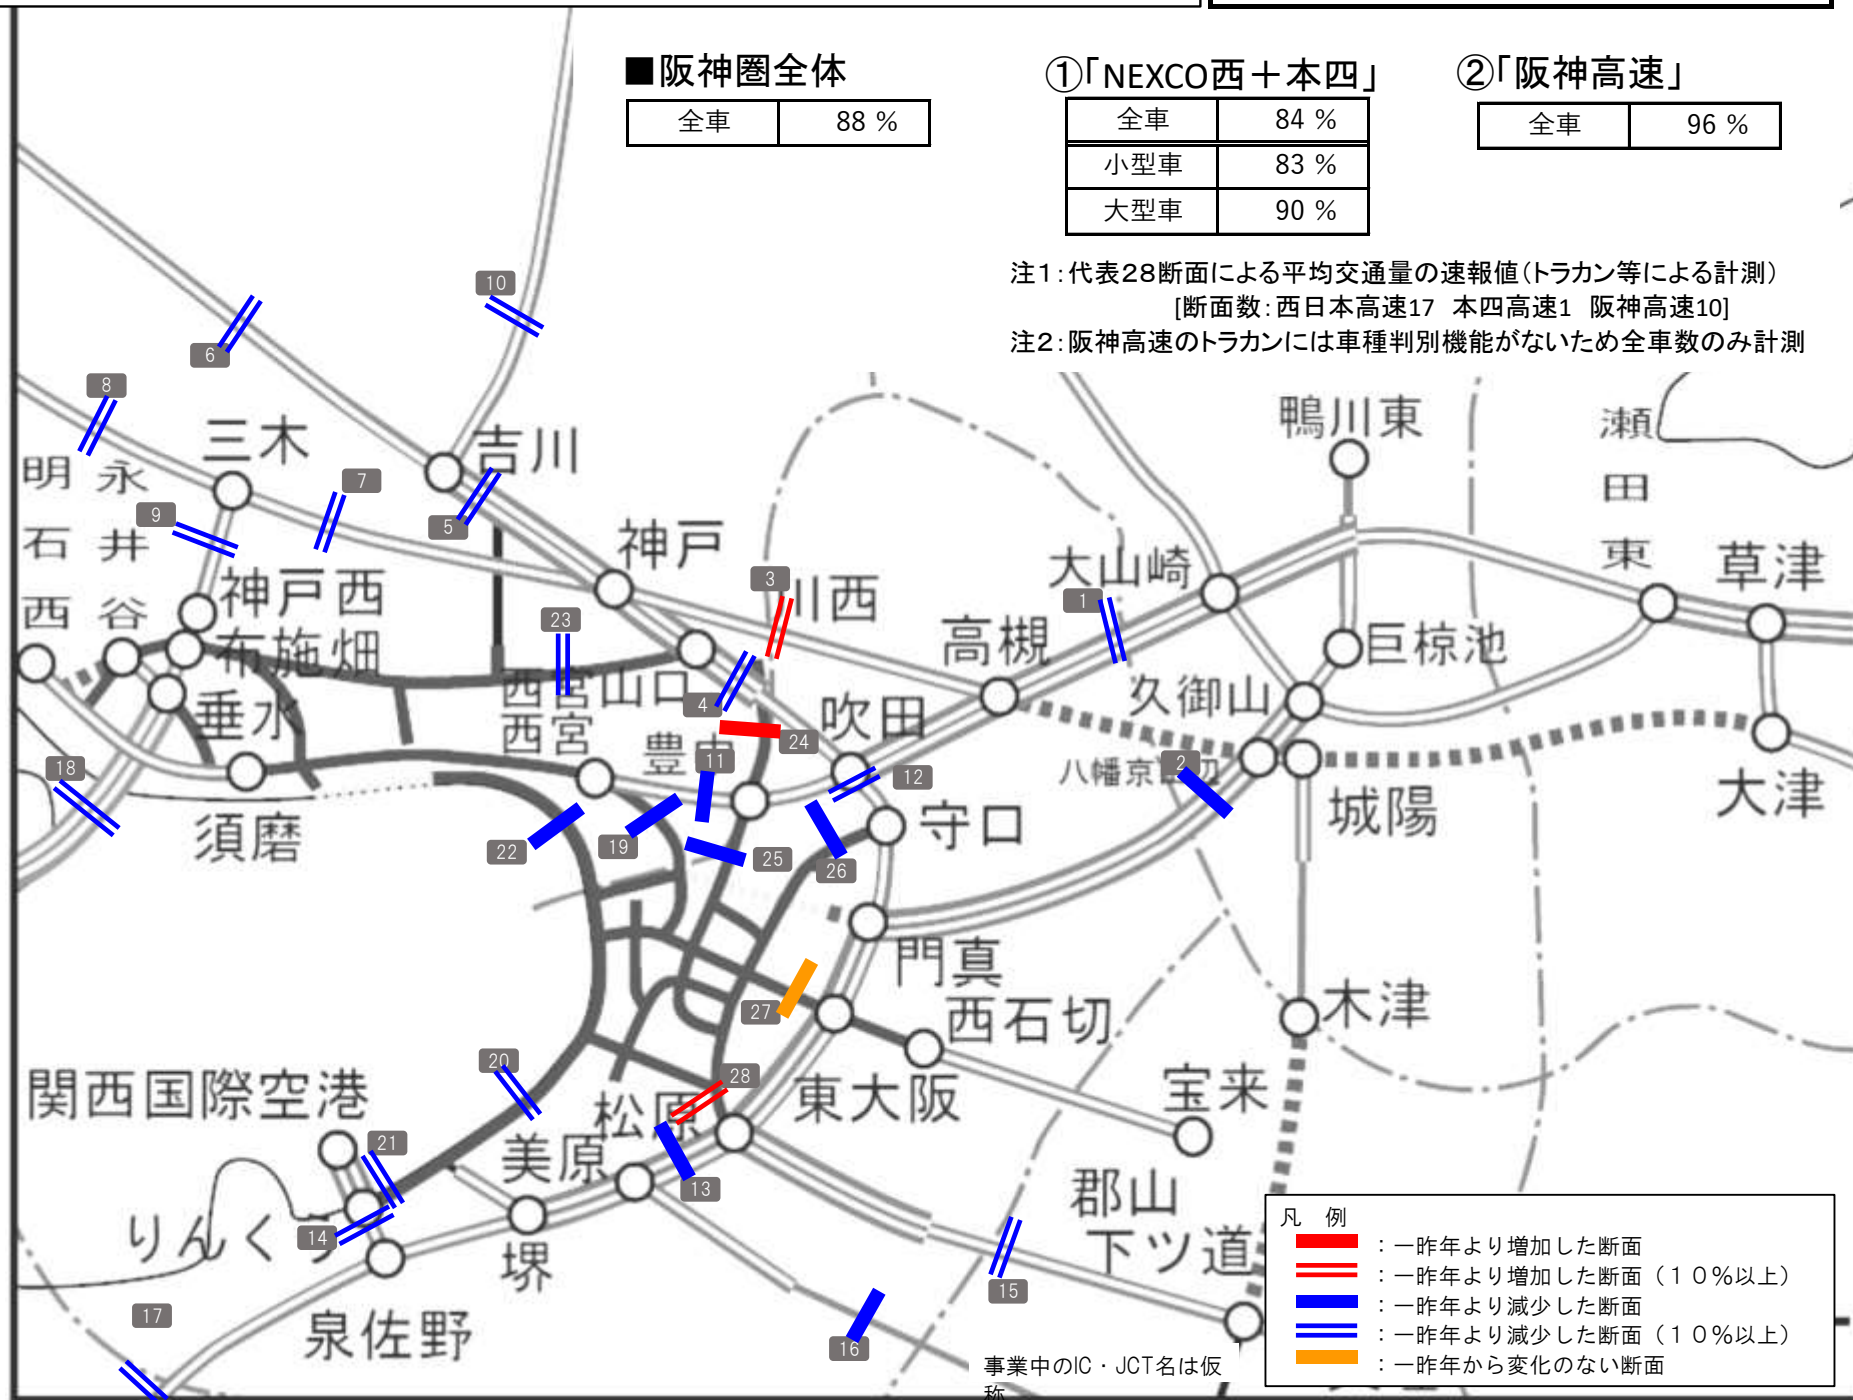 ■阪神圏全体
全車 88 %
①「NEXCO西＋本四」
全車 84 %
小型車 83 %
大型車 90 %
②「阪神高速」
全車 96 %
注１：代表２８断面による平均交通量の速報値（トラカン等による計測）
[断面数：西日本高速17 本四高速1 阪神高速10]
注２：阪神高速のトラカンには車種判別機能がないため全車数のみ計測
10
6
8
三木
吉川
鴨川東
瀬田東
明石西
永井谷
7
9
5
神戸
3
川西
大山崎
1
草津
神戸西
23
高槻
巨椋池
布施畑
西宮山口
4
久御山
垂水
西宮
豊中
24
吹田
11
12
八幡京田辺
2
18
城陽
大津
須磨
22
19
25
26
守口
門真
27
西石切
木津
20
関西国際空港
松原
28
東大阪
宝来
21
美原
13
郡山下ツ道
14
りんくう
堺
15
17
泉佐野
16
事業中のIC・JCT名は仮
称
凡 例
：一昨年より増加した断面
：一昨年より増加した断面（１０％以上）
：一昨年より減少した断面
：一昨年より減少した断面（１０％以上）
：一昨年から変化のない断面